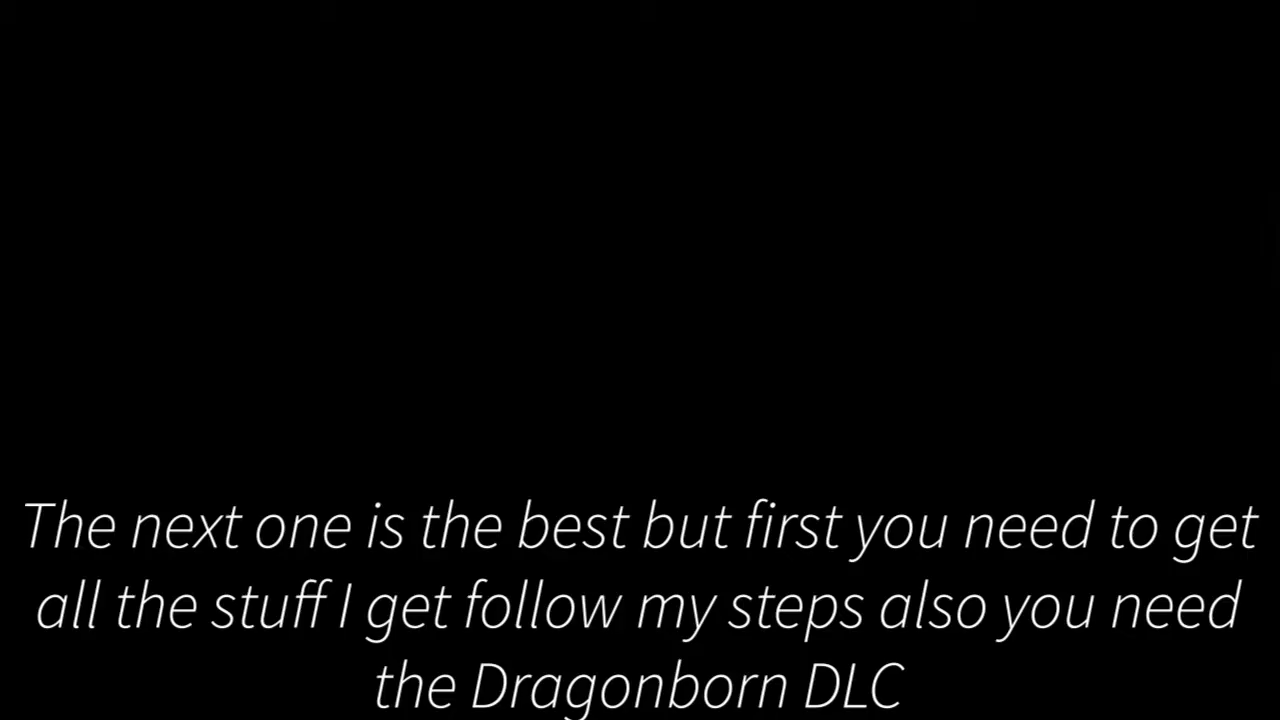 The next one is the best but first you need to get
all the stuff I get follow my steps also you need
the Dragonborn DLC